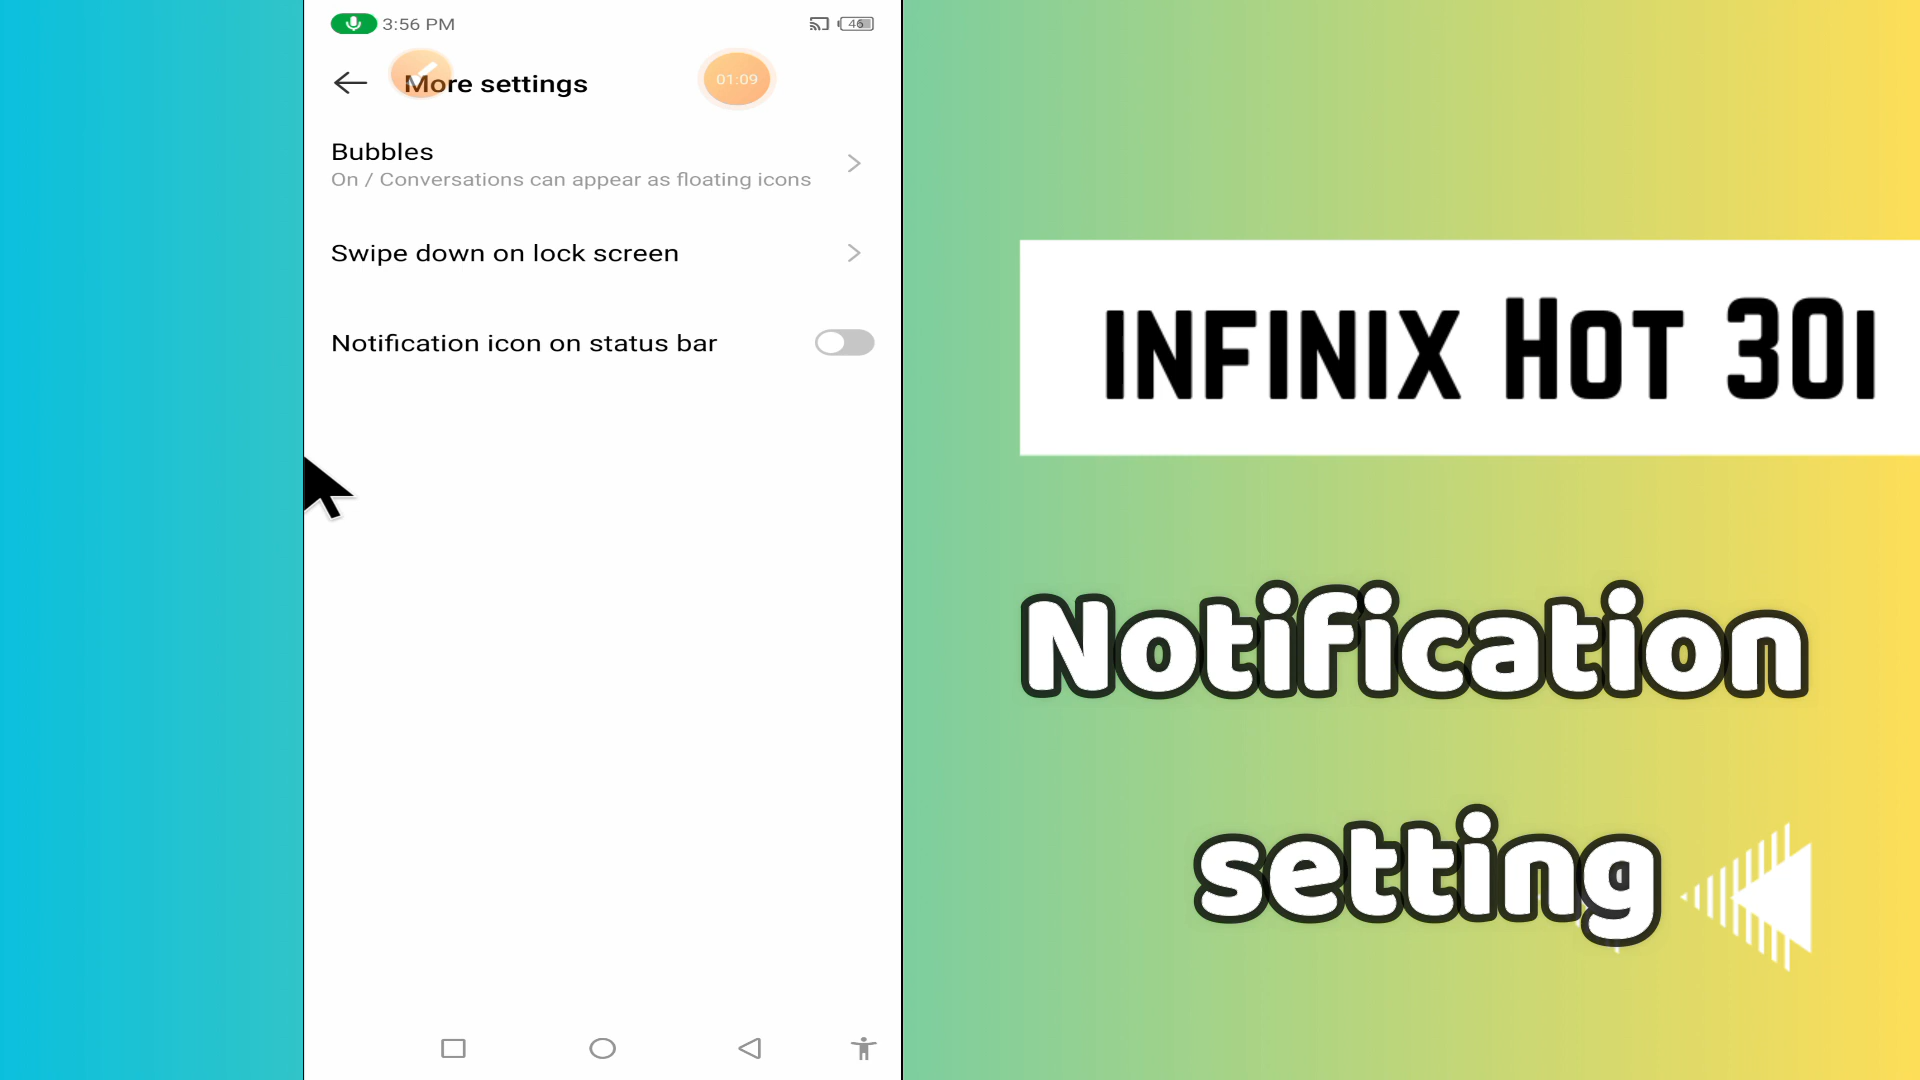 3:56 PM
46
More settings
01:09
Bubbles
On / Conversations can appear as floating icons
Swipe down on lock screen
Notification icon on status bar
INFINIX HOT 30I
Notification
setting